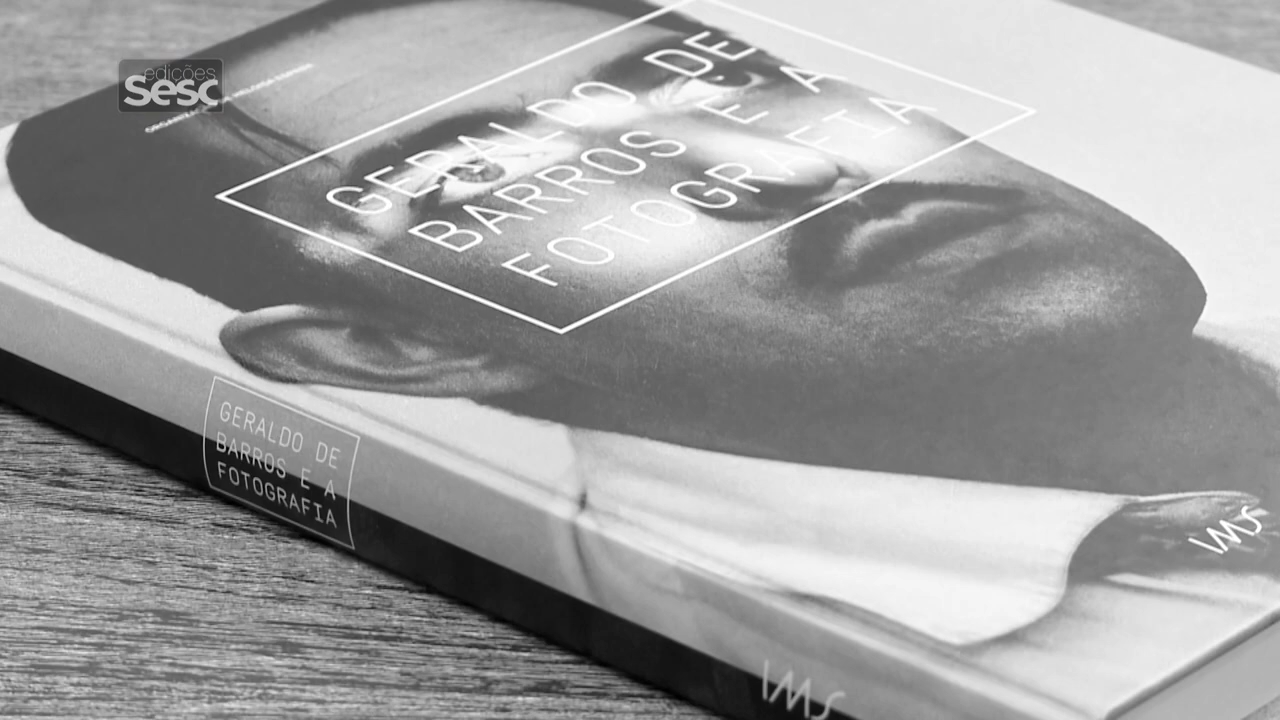 edições
Sesc
GERALDO DE
BARROS E A
FOTOGRAFIA
IMS
GERALDO DE
BARROS E A
FOTOGRAFIA
IMS